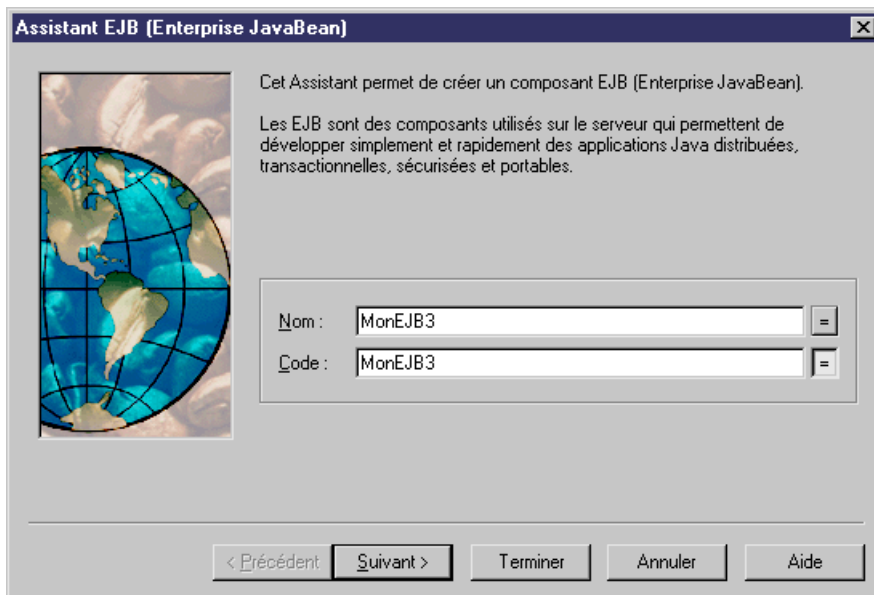 Assistant EJB (Enterprise JavaBean)
Cet Assistant permet de créer un composant EJB (Enterprise JavaBean).
Les EJB sont des composants utilisés sur le serveur qui permettent de
développer simplement et rapidement des applications Java distribuées,
transactionnelles, sécurisées et portables.
Nom : MonEJB3 =
Code : MonEJB3 =
< Précédent Suivant > Terminer Annuler Aide